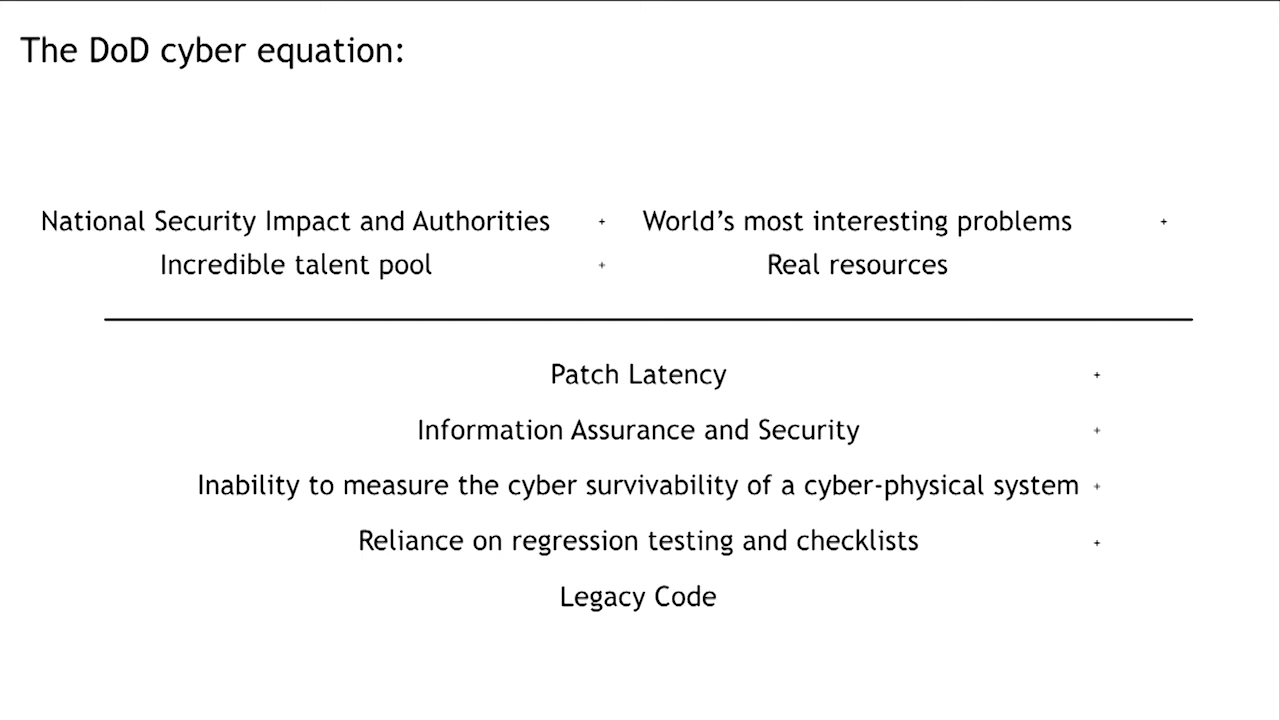 The DoD cyber equation:
National Security Impact and Authorities + World’s most interesting problems +
Incredible talent pool + Real resources
Patch Latency +
Information Assurance and Security +
Inability to measure the cyber survivability of a cyber-physical system +
Reliance on regression testing and checklists +
Legacy Code